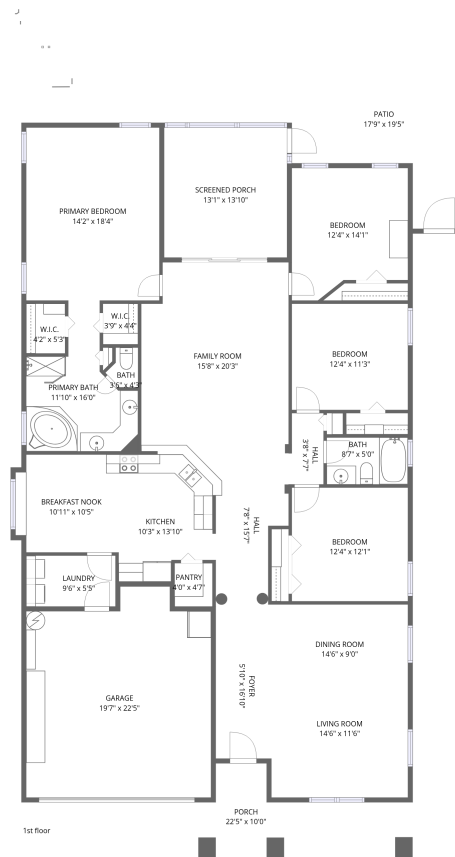 PATIO
17'9" x 19'5"
SCREENED PORCH
13'1" x 13'10"
PRIMARY BEDROOM
14'2" x 18'4"
BEDROOM
12'4" x 14'1"
W.I.C.
3'9" x 4'4"
W.I.C.
4'2" x 5'3"
FAMILY ROOM
15'8" x 20'3"
BEDROOM
12'4" x 11'3"
BATH
3'6" x 4'3"
PRIMARY BATH
11'10" x 16'0"
HALL
3'8" x 7'7"
BATH
8'7" x 5'0"
BREAKFAST NOOK
10'11" x 10'5"
KITCHEN
10'3" x 13'10"
HALL
7'8" x 15'7"
BEDROOM
12'4" x 12'1"
LAUNDRY
9'6" x 5'5"
PANTRY
4'0" x 4'7"
DINING ROOM
14'6" x 9'0"
FOYER
5'10" x 16'10"
GARAGE
19'7" x 22'5"
LIVING ROOM
14'6" x 11'6"
PORCH
22'5" x 10'0"
1st floor